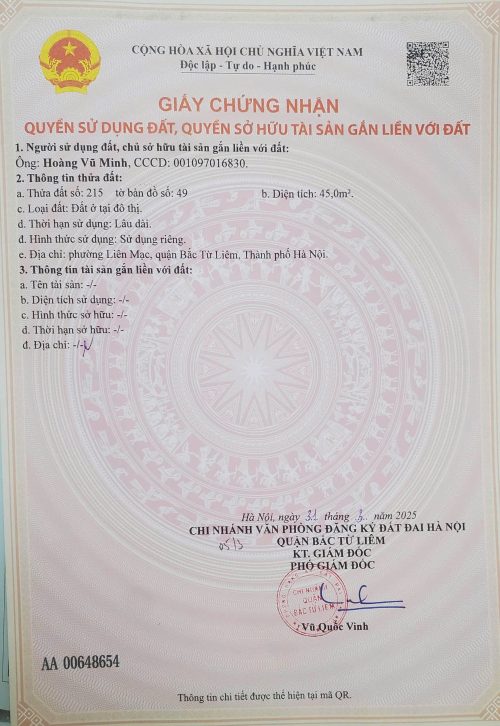 CỘNG HÒA XÃ HỘI CHỦ NGHĨA VIỆT NAM
Độc lập - Tự do - Hạnh phúc
GIẤY CHỨNG NHẬN
QUYỀN SỬ DỤNG ĐẤT, QUYỀN SỞ HỮU TÀI SẢN GẮN LIỀN VỚI ĐẤT
1. Người sử dụng đất, chủ sở hữu tài sản gắn liền với đất:
Ông: Hoàng Vũ Minh, CCCD: 001097016830.
2. Thông tin thửa đất:
a. Thửa đất số: 215 tờ bản đồ số: 49 b. Diện tích: 45,0m².
c. Loại đất: Đất ở tại đô thị.
d. Thời hạn sử dụng: Lâu dài.
đ. Hình thức sử dụng: Sử dụng riêng.
e. Địa chỉ: phường Liên Mạc, quận Bắc Từ Liêm, Thành phố Hà Nội.
3. Thông tin tài sản gắn liền với đất:
a. Tên tài sản: -/-
b. Diện tích sử dụng: -/-
c. Hình thức sở hữu: -/-
d. Thời hạn sở hữu: -/-
đ. Địa chỉ: -/-
Hà Nội, ngày 31 tháng 3 năm 2025
CHI NHÁNH VĂN PHÒNG ĐĂNG KÝ ĐẤT ĐAI HÀ NỘI
QUẬN BẮC TỪ LIÊM
KT. GIÁM ĐỐC
PHÓ GIÁM ĐỐC
CHI NHÁNH
QUẬN
BẮC TỪ LIÊM
Vũ Quốc Vinh
AA 00648654
Thông tin chi tiết được thể hiện tại mã QR.